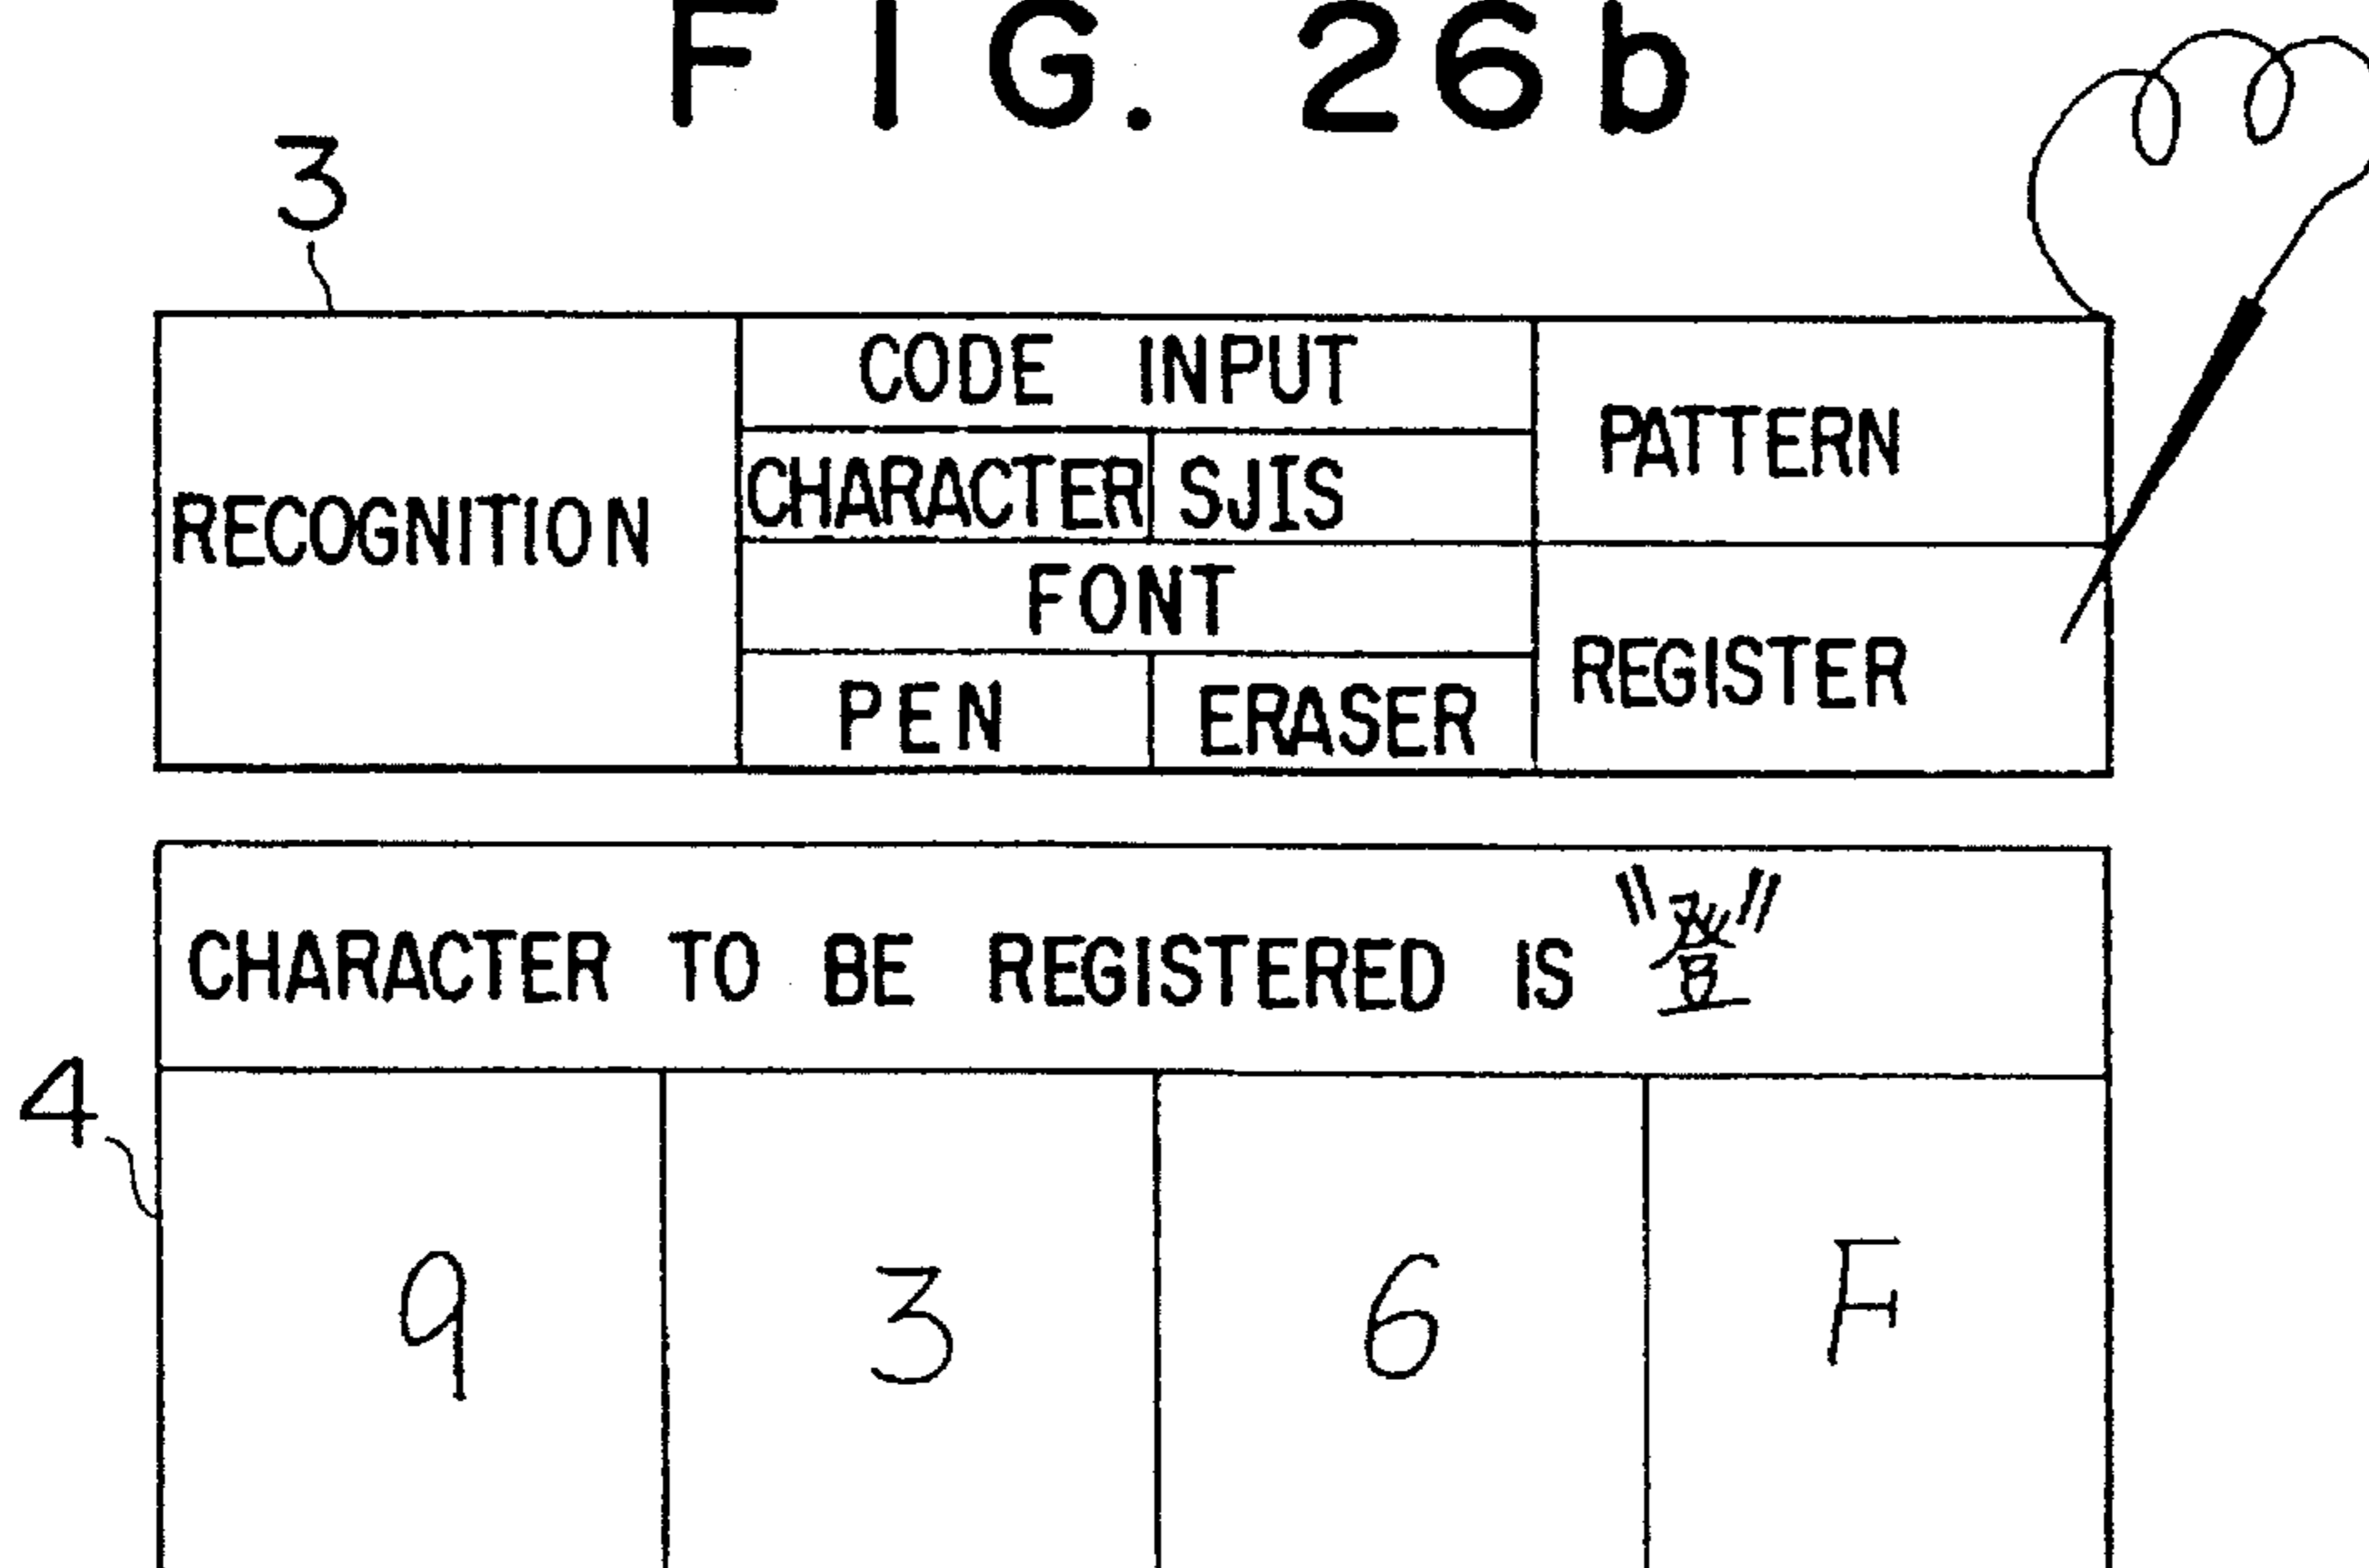 FIG. 26b
3
CODE INPUT
PATTERN
CHARACTER SJIS
RECOGNITION
FONT
REGISTER
PEN ERASER
CHARACTER TO BE REGISTERED IS "登"
4
9 3 6 F